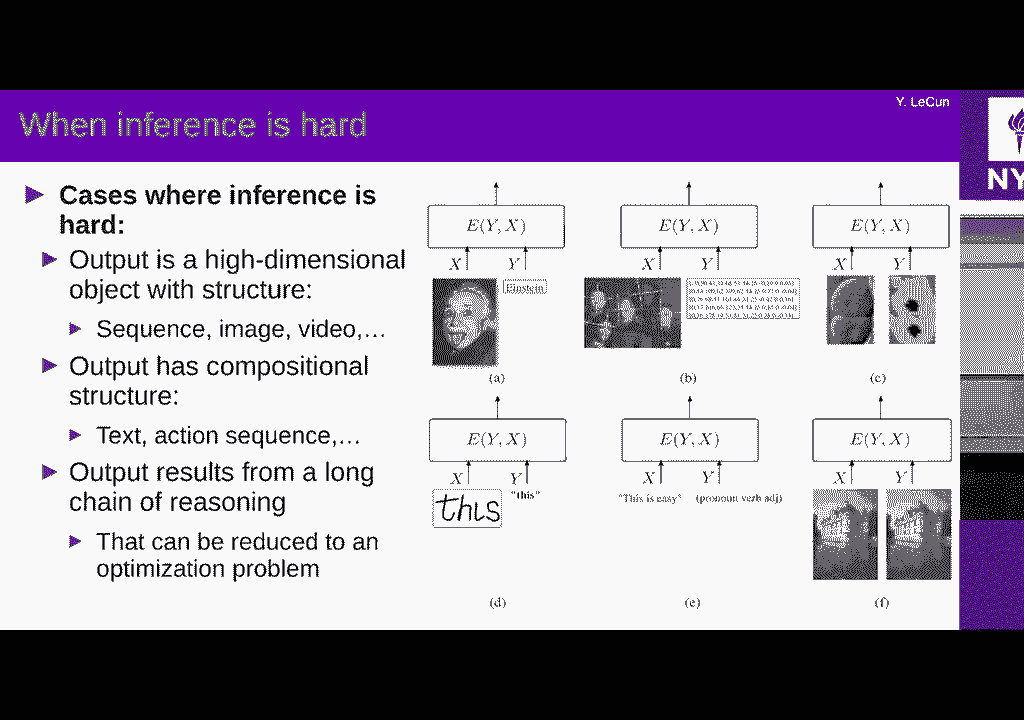 Y. LeCun
When inference is hard
NY
Cases where inference is
hard:
Output is a high-dimensional
object with structure:
Sequence, image, video,…
Output has compositional
structure:
Text, action sequence,…
Output results from a long
chain of reasoning
That can be reduced to an
optimization problem
E(Y, X) E(Y, X) E(Y, X)
X Y X Y X Y
Einstein
(a) (b) (c)
E(Y, X) E(Y, X) E(Y, X)
X Y X Y X Y
this "this" "This is easy" (pronoun verb adj)
(d) (e) (f)